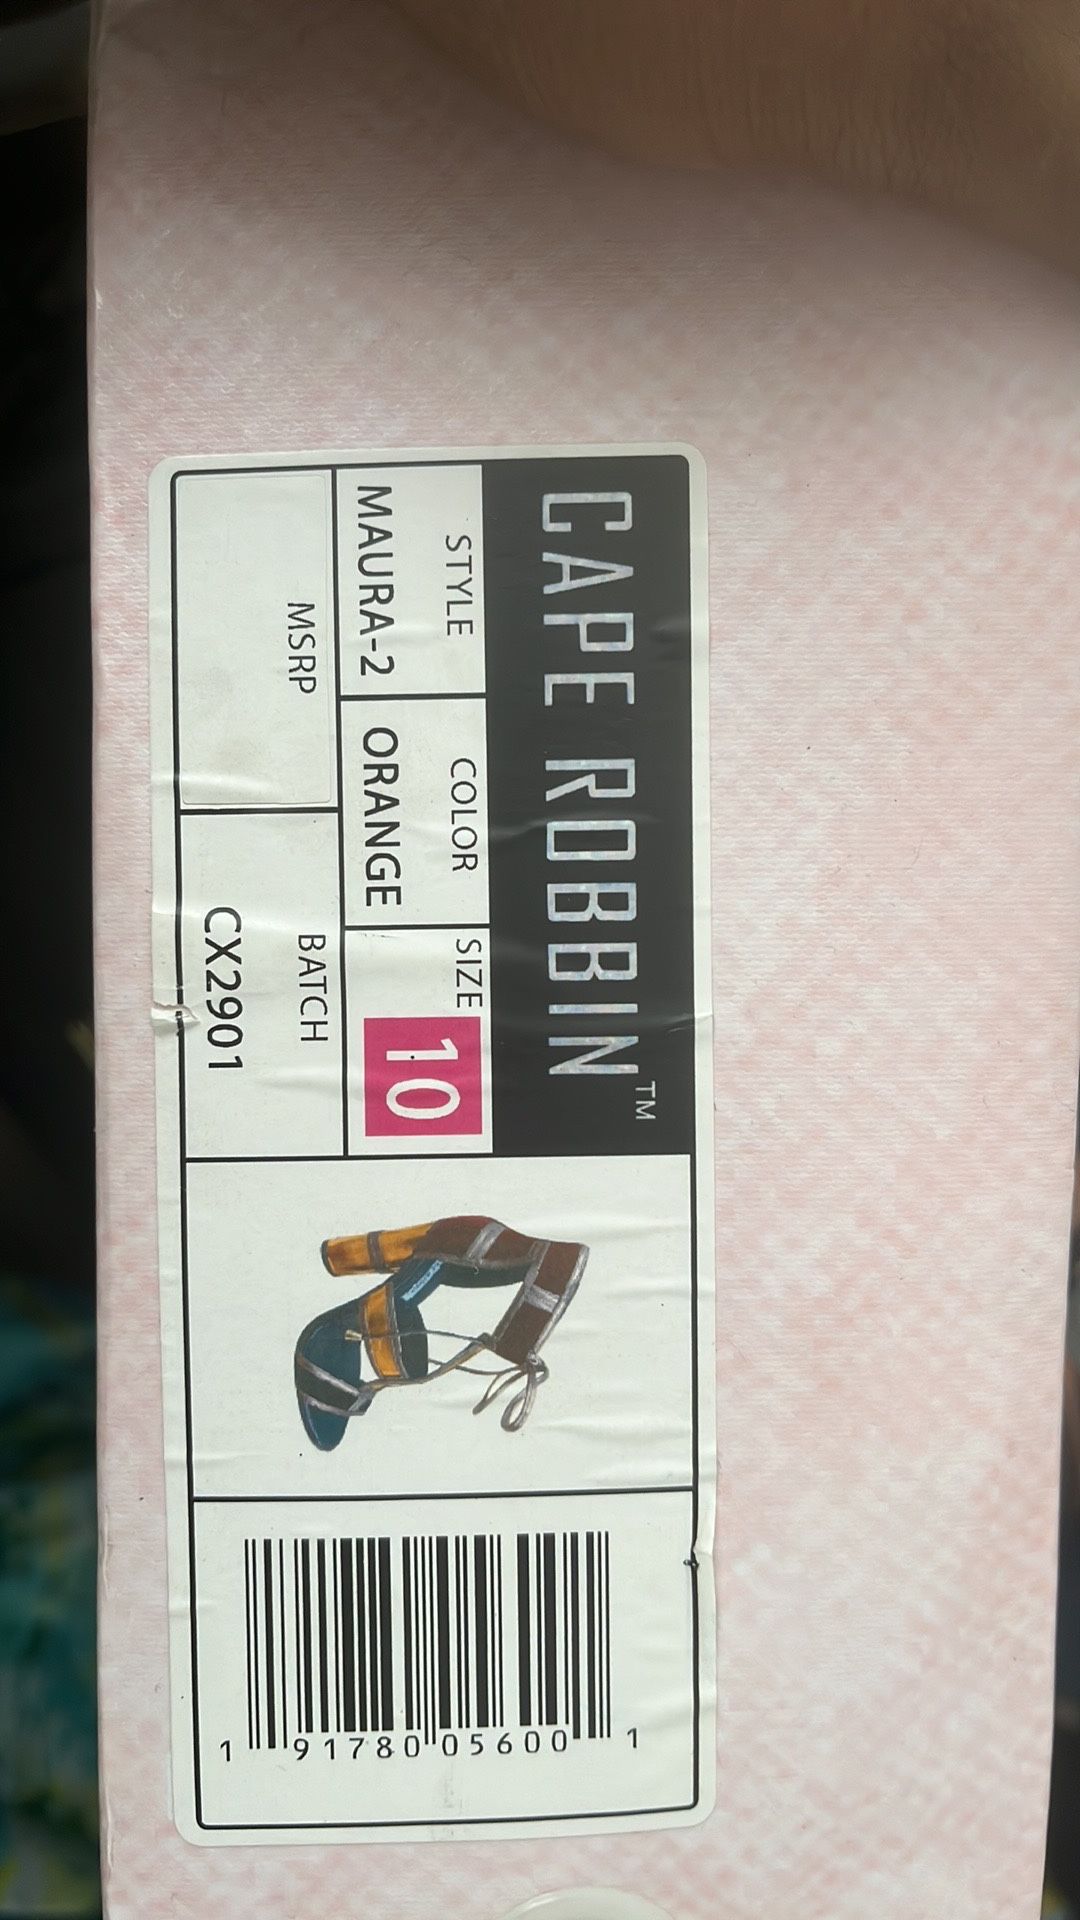 CAPE ROBBIN™
STYLE
MAURA-2
COLOR
ORANGE
SIZE
10
MSRP
BATCH
CX2901
1 91780 05600 1